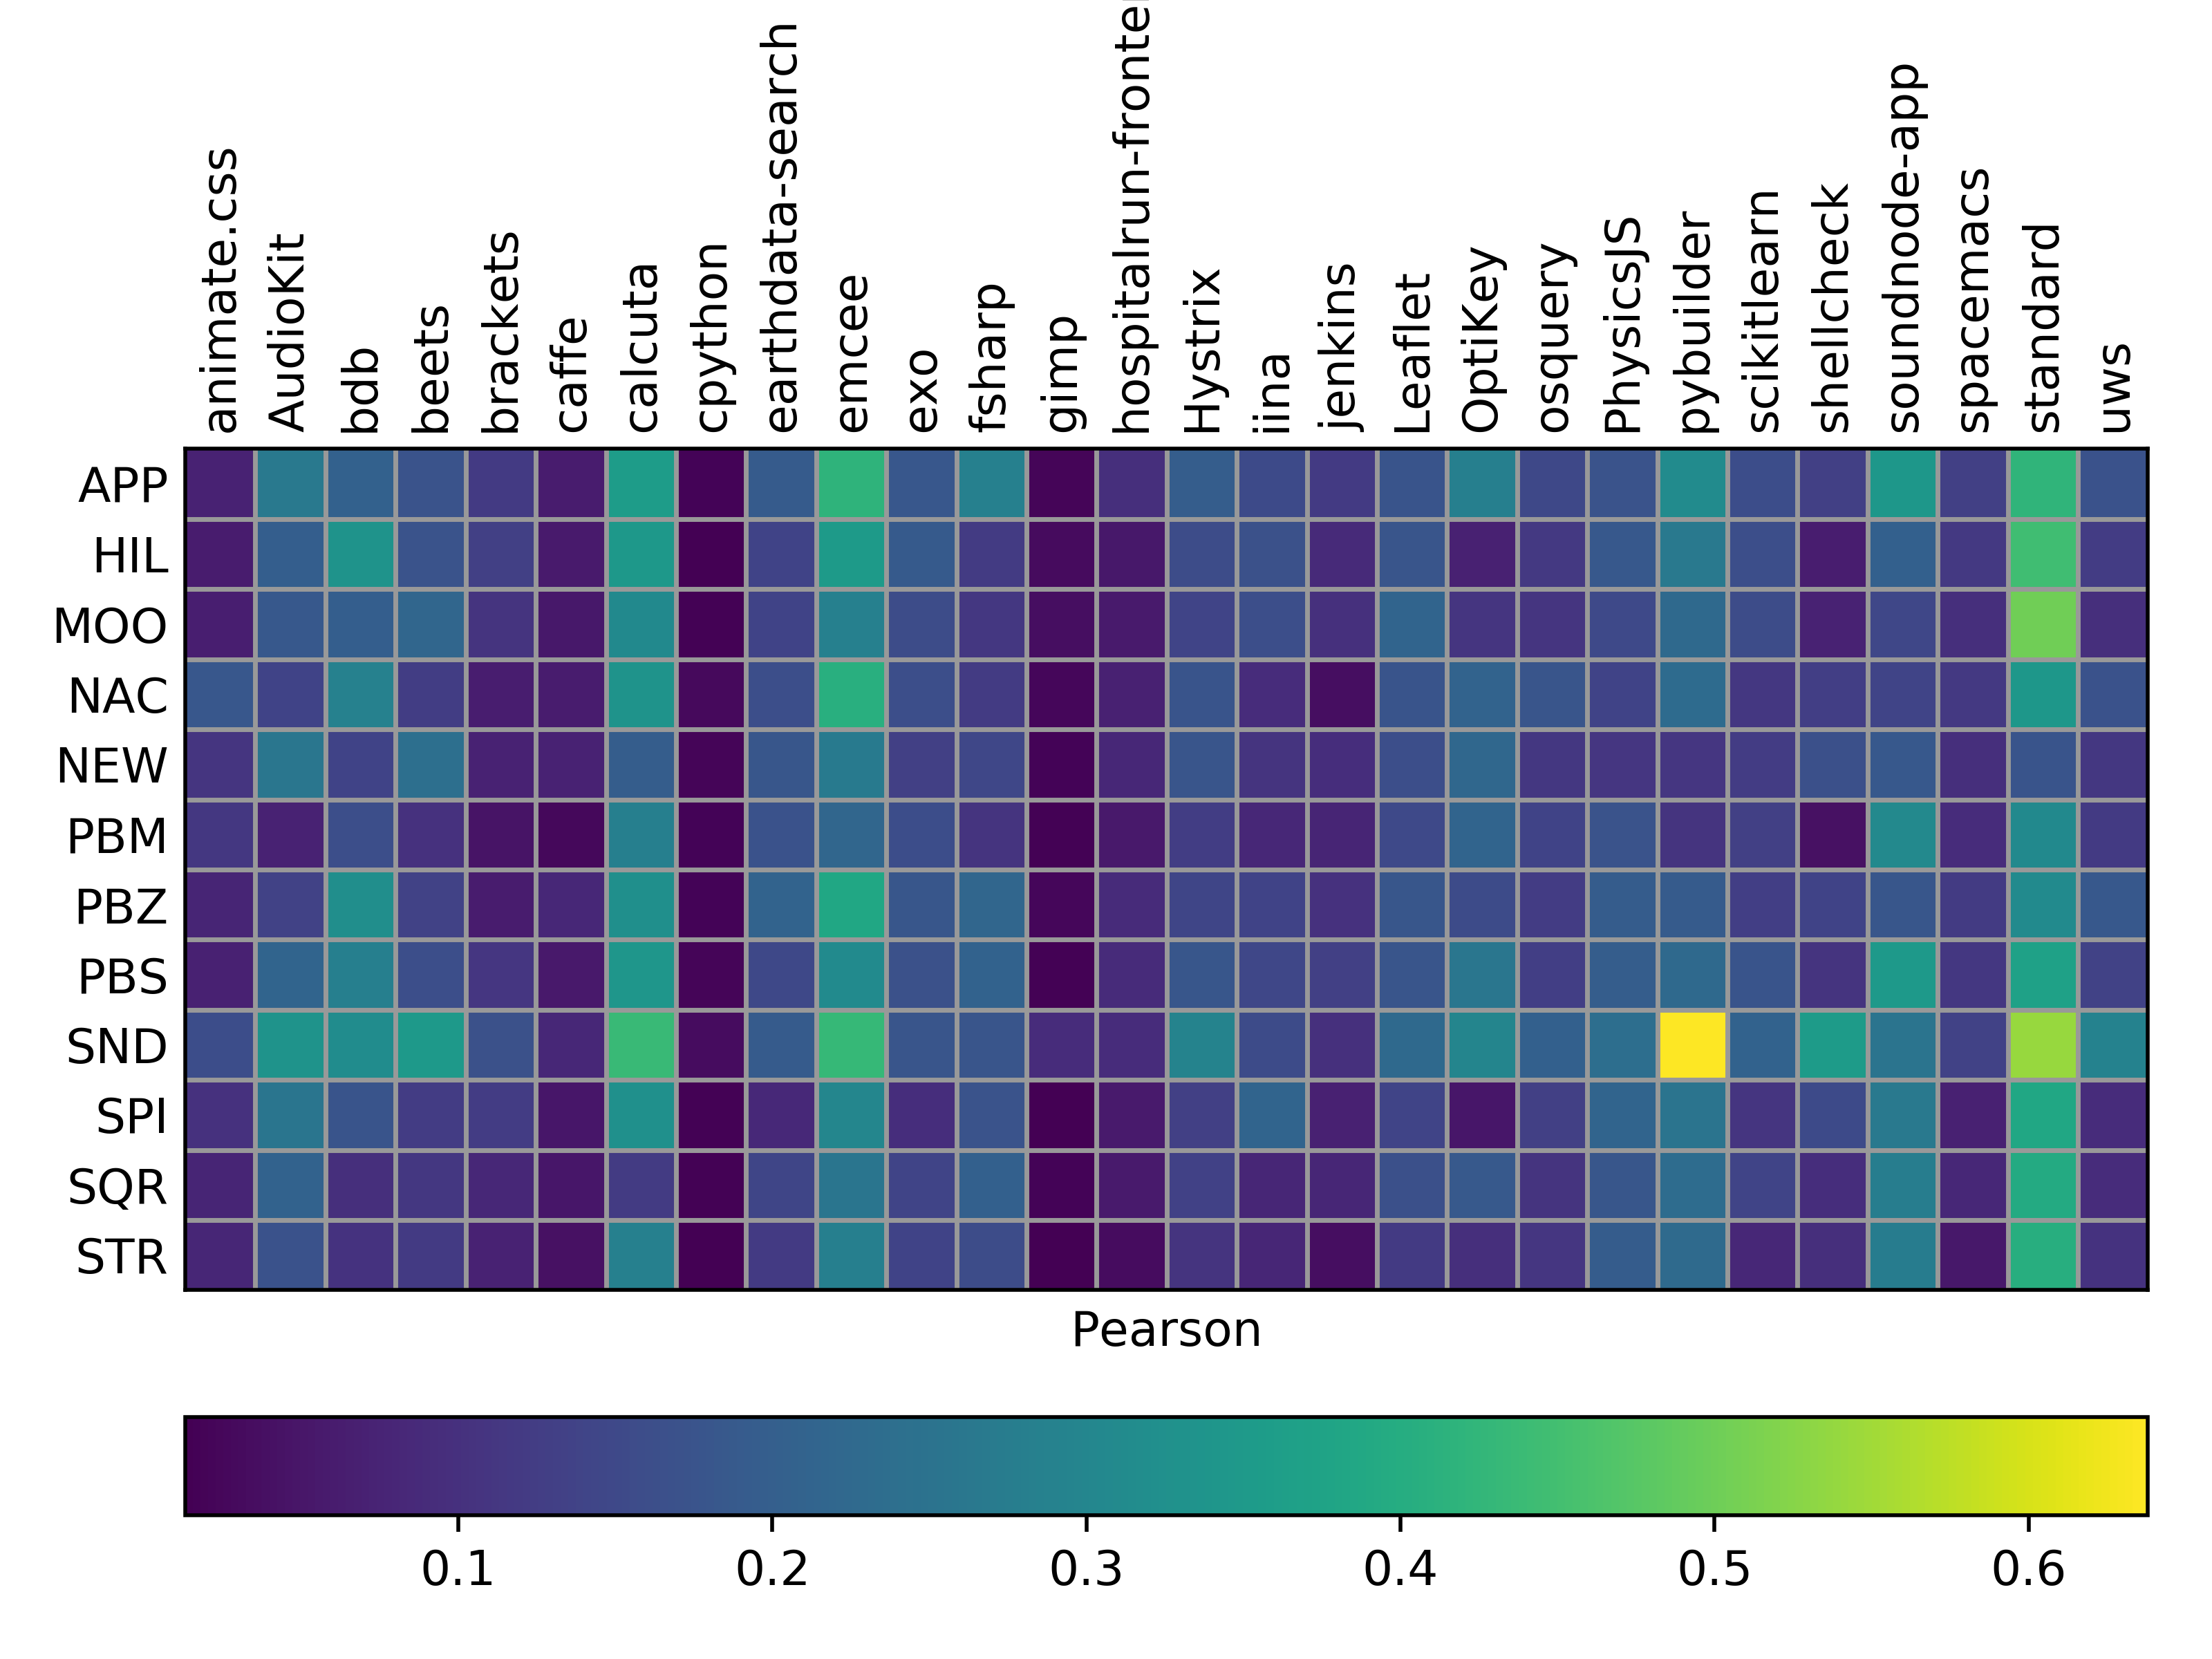 animate.css
AudioKit
bdb
beets
brackets
caffe
calcuta
cpython
earthdata-search
emcee
exo
fsharp
gimp
hospitalrun-fronte
Hystrix
iina
jenkins
Leaflet
OptiKey
osquery
PhysicsJS
pybuilder
scikitlearn
shellcheck
soundnode-app
spacemacs
standard
uws
APP
HIL
MOO
NAC
NEW
PBM
PBZ
PBS
SND
SPI
SQR
STR
Pearson
0.1 0.2 0.3 0.4 0.5 0.6